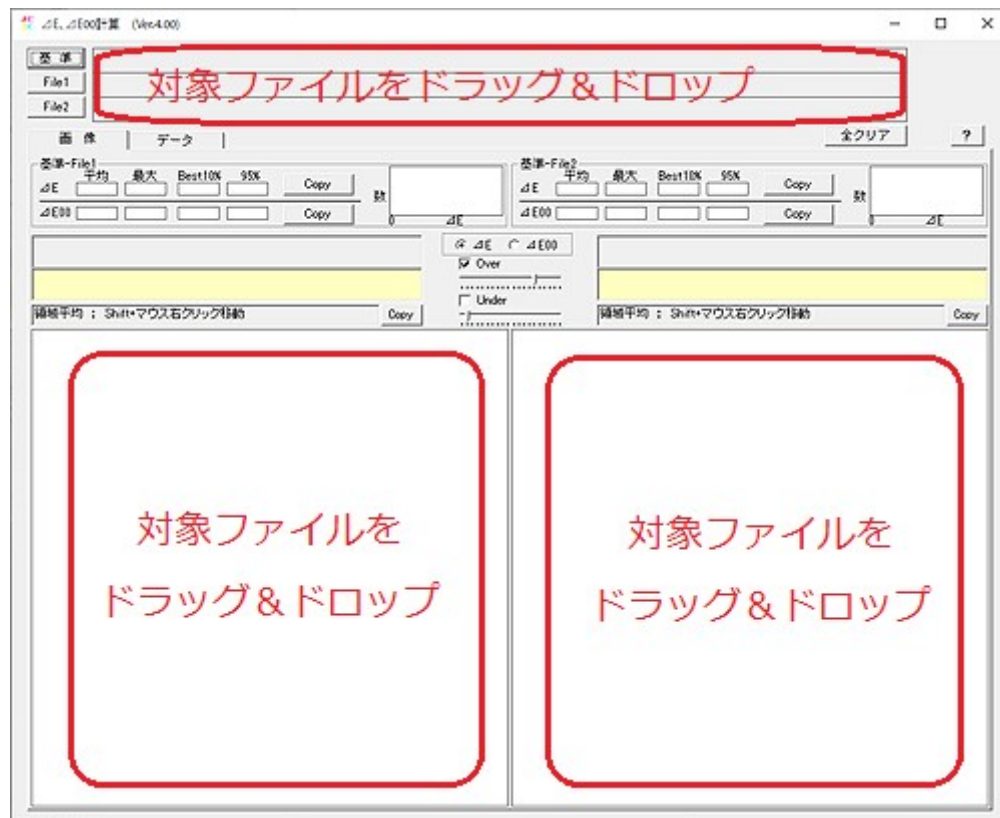 ⊿E、⊿E00計算 (Ver.4.00)
基 準
File1
File2
対象ファイルをドラッグ＆ドロップ
画 像
データ
全クリア
?
基準-File1
平均 最大 Best10% 95%
⊿E
Copy
⊿E00
Copy
数
0 ⊿E
基準-File2
平均 最大 Best10% 95%
⊿E
Copy
⊿E00
Copy
数
0 ⊿E
⊿E ⊿E00
Over
Under
領域平均 ; Shift+マウス右クリック移動
Copy
領域平均 ; Shift+マウス右クリック移動
Copy
対象ファイルを
ドラッグ＆ドロップ
対象ファイルを
ドラッグ＆ドロップ